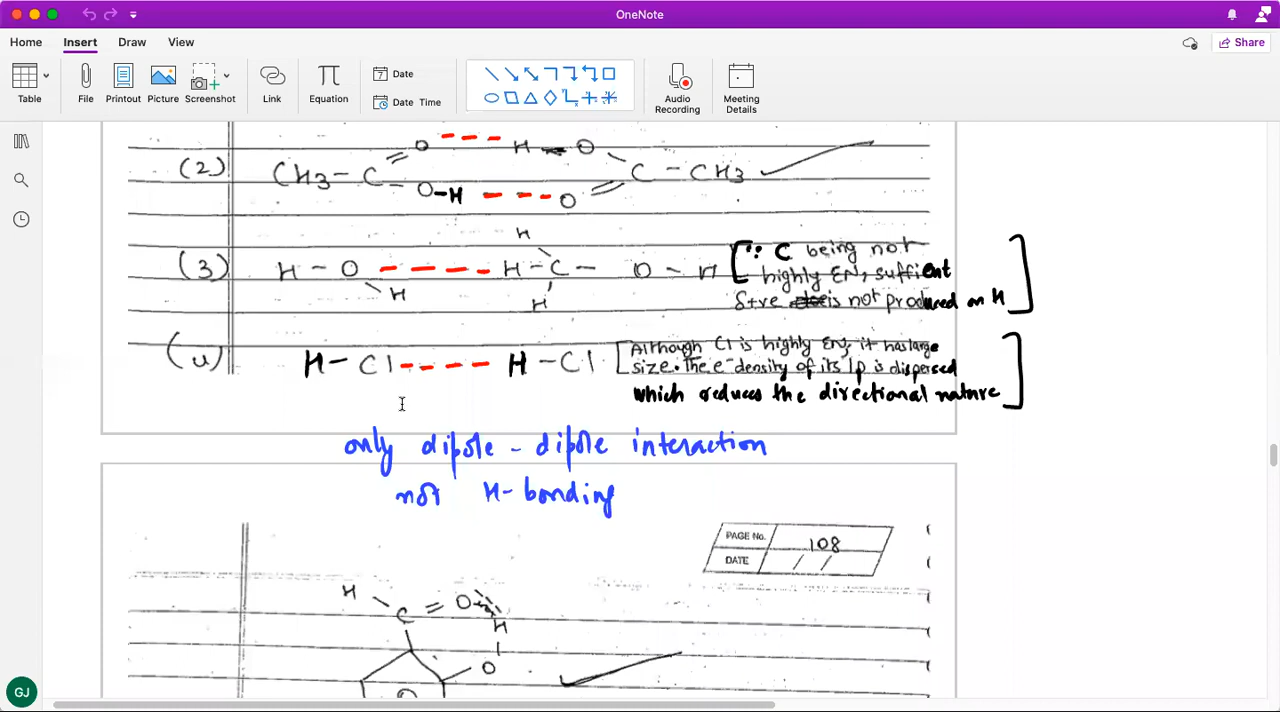 OneNote
Home Insert Draw View
Share
Table File Printout Picture Screenshot Link Equation Date Audio Recording Meeting Details
Date Time
O --- H - O
(2) CH3 - C C - CH3
O-H --- O
H
(3) H - O ---- H - C - O - H
H
H
[∵ C being not
highly EN, sufficient
δ+ve is not produced on H]
(4) H - Cl ---- H - Cl
[Although Cl is highly EN, it has large
size. The e⁻ density of its lp is dispersed
which reduces the directional nature]
only dipole - dipole interaction
not H-bonding
PAGE No. 108
DATE / /
H
C = O
H
O
GJ